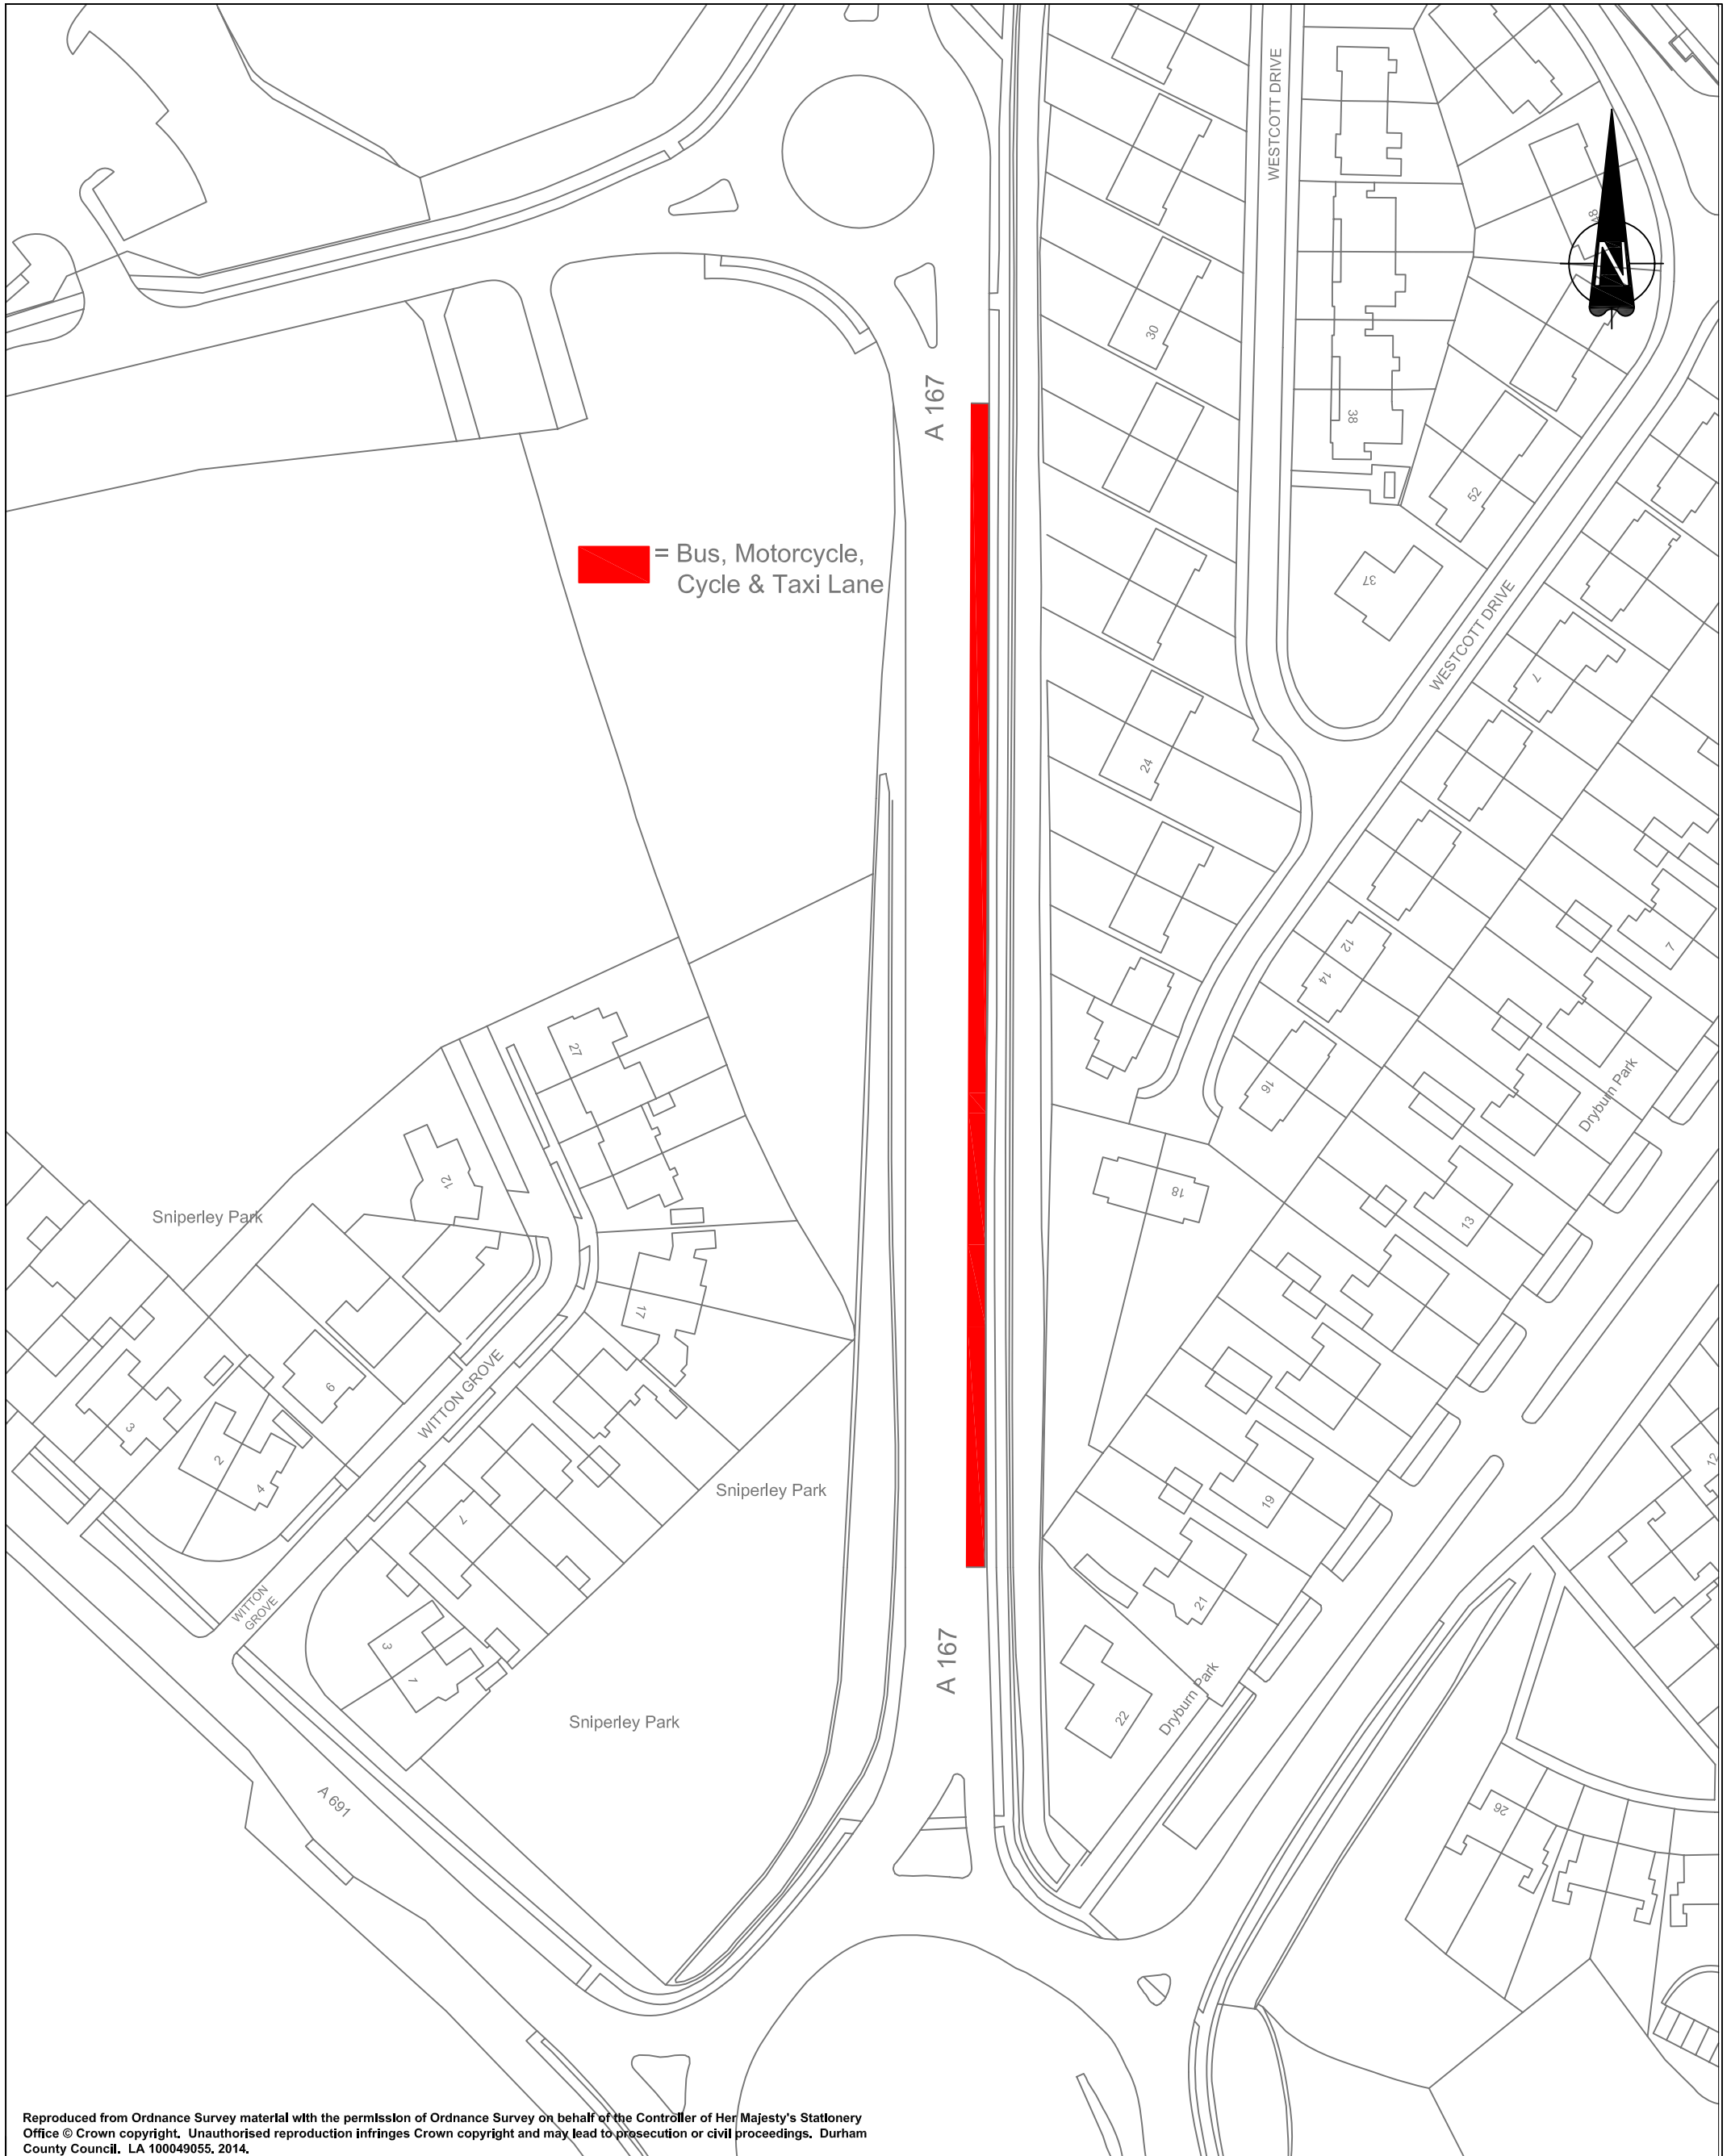 WESTCOTT DRIVE
48
N
30
A 167
38
52
= Bus, Motorcycle,
Cycle & Taxi Lane
37
WESTCOTT DRIVE
7
24
12
14
7
27
16
Dryburn Park
12
18
Sniperley Park
13
17
6
WITTON GROVE
3
2
4
12
Sniperley Park
19
7
21
WITTON
GROVE
A 167
3
1
Dryburn Park
22
Sniperley Park
A 691
26
Reproduced from Ordnance Survey material with the permission of Ordnance Survey on behalf of the Controller of Her Majesty's Stationery
Office © Crown copyright. Unauthorised reproduction infringes Crown copyright and may lead to prosecution or civil proceedings. Durham
County Council. LA 100049055. 2014.